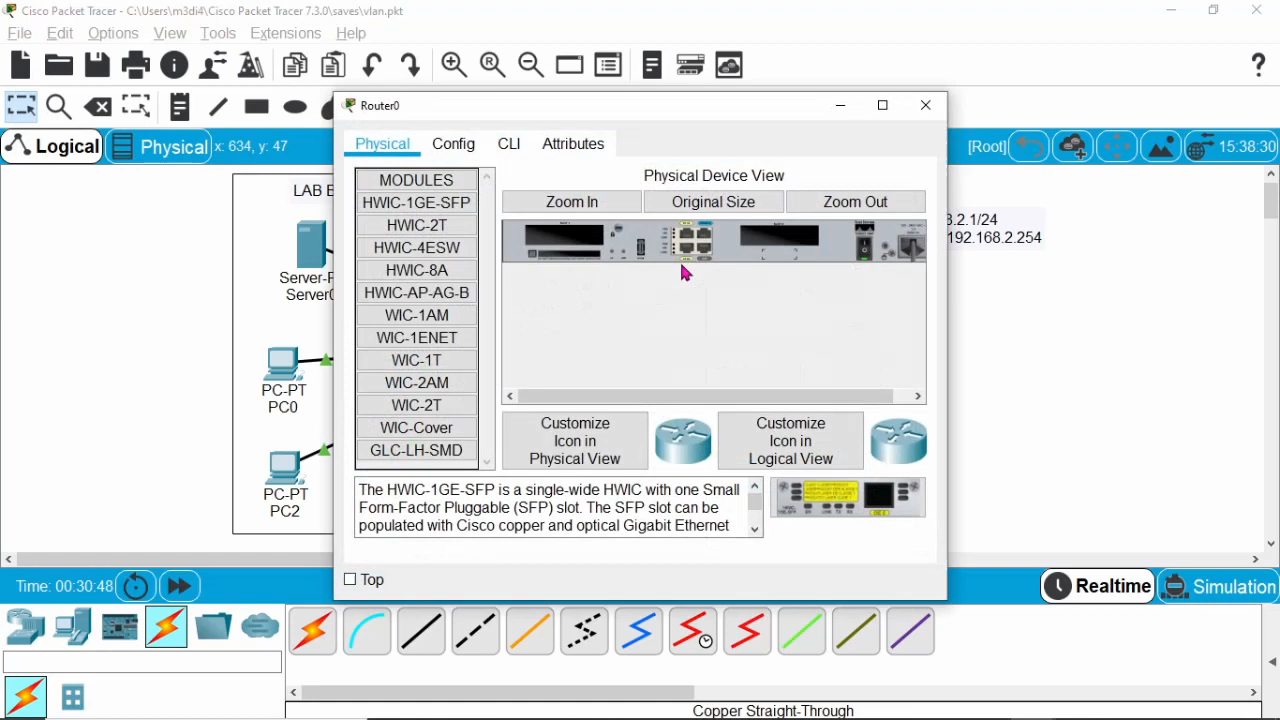 Cisco Packet Tracer - C:\Users\m3di4\Cisco Packet Tracer 7.3.0\saves\vlan.pkt
File Edit Options View Tools Extensions Help
Router0
Logical Physical x: 634, y: 47 [Root] 15:38:30
Physical Config CLI Attributes
LAB
MODULES
HWIC-1GE-SFP
HWIC-2T
HWIC-4ESW
HWIC-8A
HWIC-AP-AG-B
WIC-1AM
WIC-1ENET
WIC-1T
WIC-2AM
WIC-2T
WIC-Cover
GLC-LH-SMD
Physical Device View
Zoom In Original Size Zoom Out
3.2.1/24
192.168.2.254
Server-P
Server0
PC-PT
PC0
PC-PT
PC2
Customize
Icon in
Physical View
Customize
Icon in
Logical View
The HWIC-1GE-SFP is a single-wide HWIC with one Small
Form-Factor Pluggable (SFP) slot. The SFP slot can be
populated with Cisco copper and optical Gigabit Ethernet
Top
Time: 00:30:48 Realtime Simulation
Copper Straight-Through